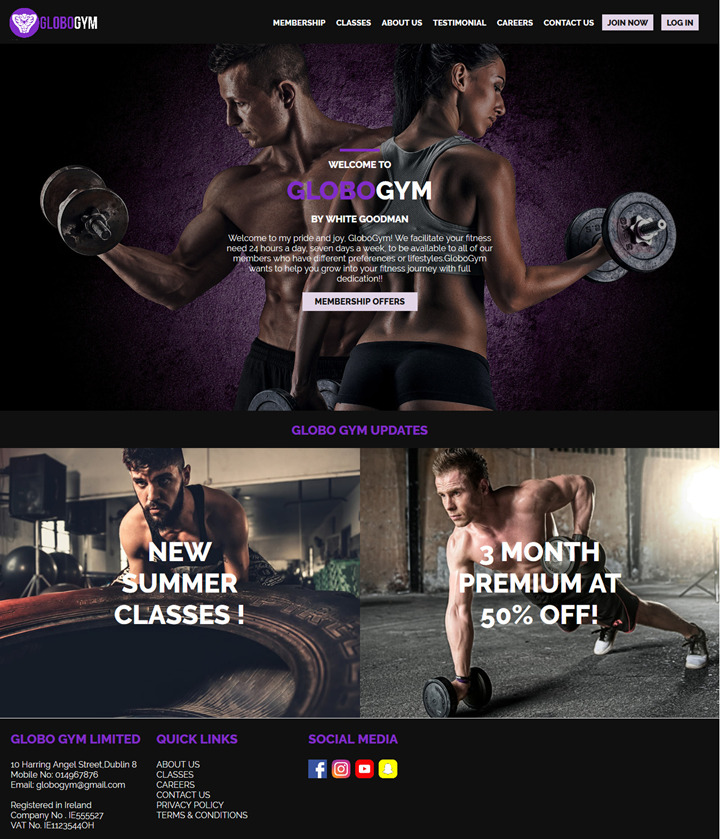 GLOBOGYM
MEMBERSHIP CLASSES ABOUT US TESTIMONIAL CAREERS CONTACT US JOIN NOW LOG IN
WELCOME TO
GLOBOGYM
BY WHITE GOODMAN
Welcome to my pride and joy, GloboGym! We facilitate your fitness
need 24 hours a day, seven days a week, to be available to all of our
members who have different preferences or lifestyles.GloboGym
wants to help you grow into your fitness journey with full
dedication!!
MEMBERSHIP OFFERS
GLOBO GYM UPDATES
NEW
SUMMER
CLASSES !
3 MONTH
PREMIUM AT
50% OFF!
GLOBO GYM LIMITED
10 Harring Angel Street,Dublin 8
Mobile No: 014967876
Email: globogym@gmail.com
Registered in Ireland
Company No . IE555527
VAT No. IE1123544OH
QUICK LINKS
ABOUT US
CLASSES
CAREERS
CONTACT US
PRIVACY POLICY
TERMS & CONDITIONS
SOCIAL MEDIA